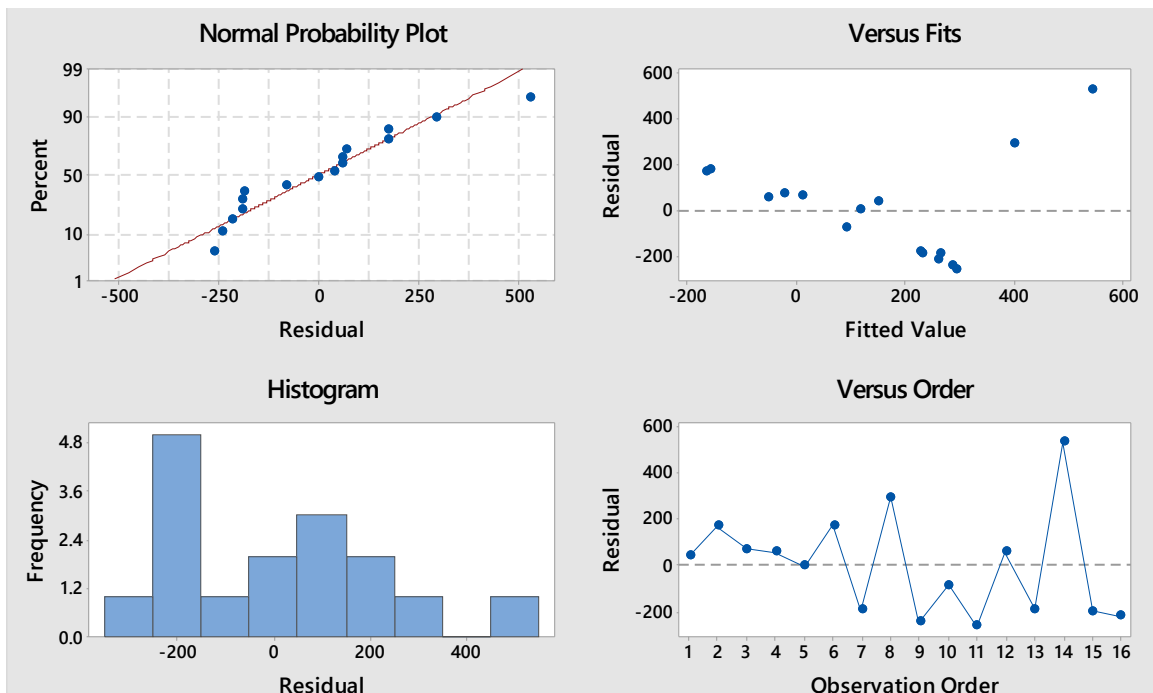 Normal Probability Plot
99
90
50
10
1
Percent
-500
-250
0
250
500
Residual
Versus Fits
600
400
200
0
-200
Residual
-200
0
200
400
600
Fitted Value
Histogram
4.8
3.6
2.4
1.2
0.0
Frequency
-200
0
200
400
Residual
Versus Order
600
400
200
0
-200
Residual
1 2 3 4 5 6 7 8 9 10 11 12 13 14 15 16
Observation Order